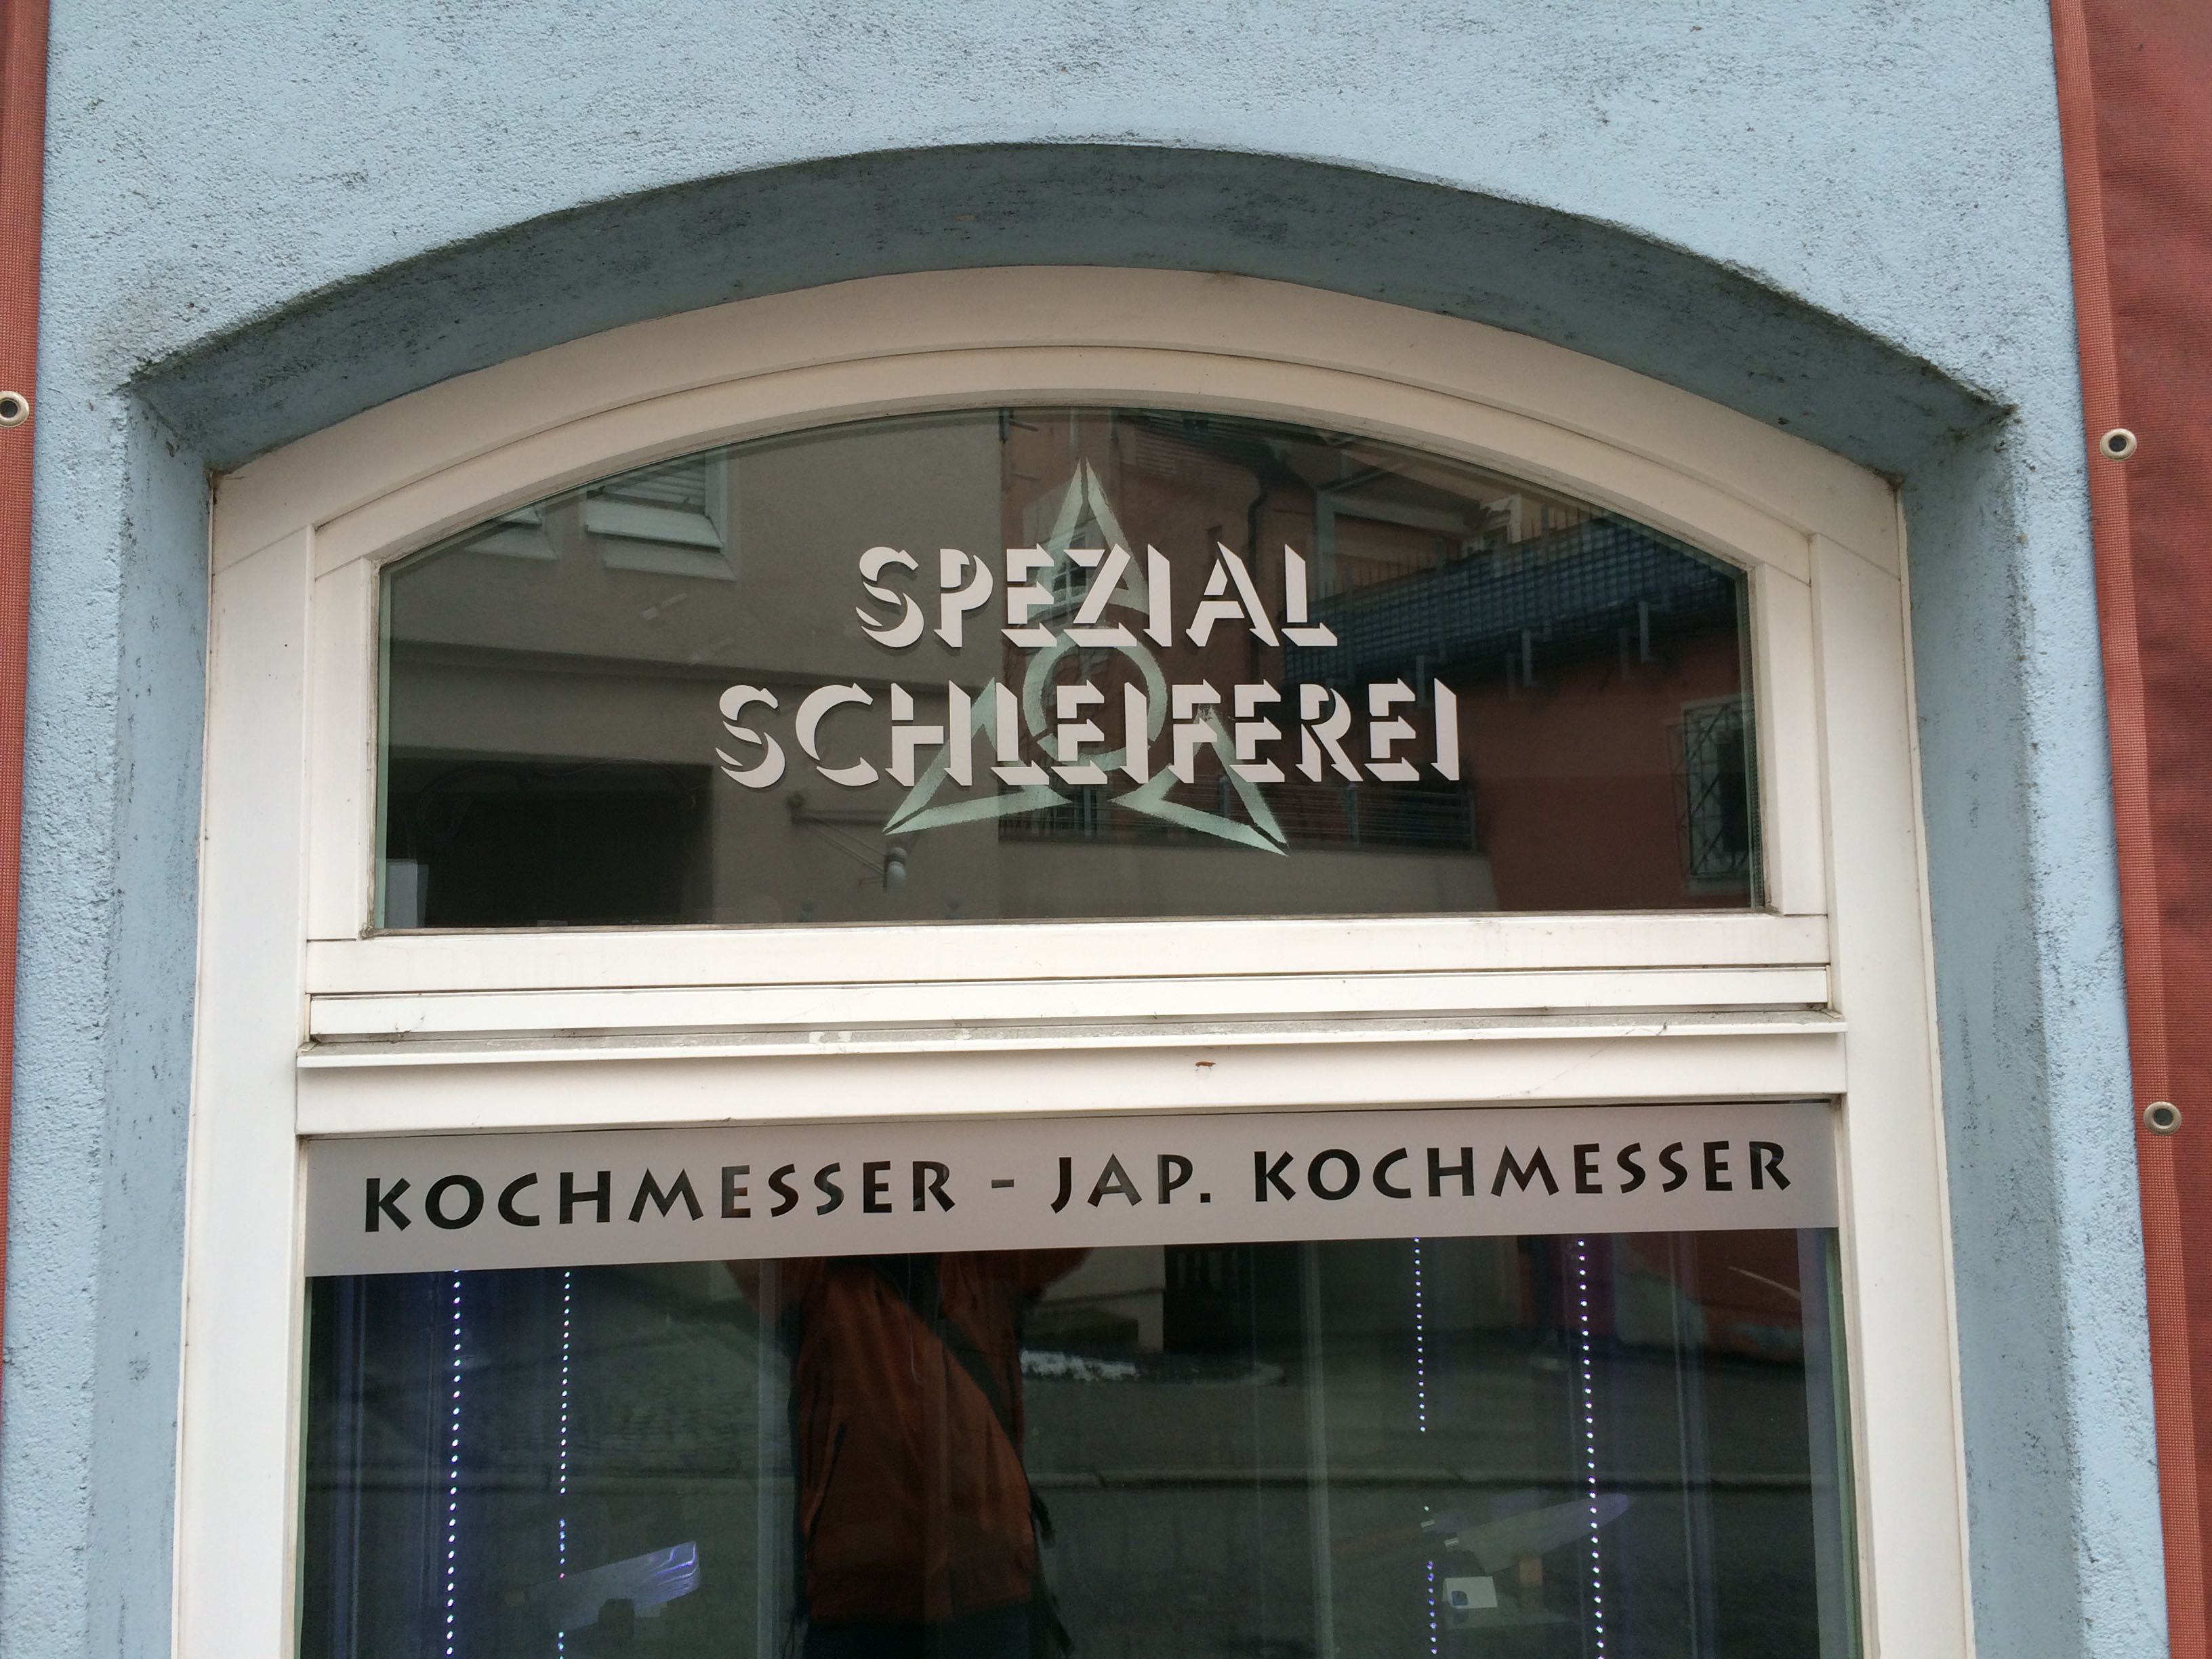 SPEZIAL
SCHLEIFEREI
KOCHMESSER - JAP. KOCHMESSER